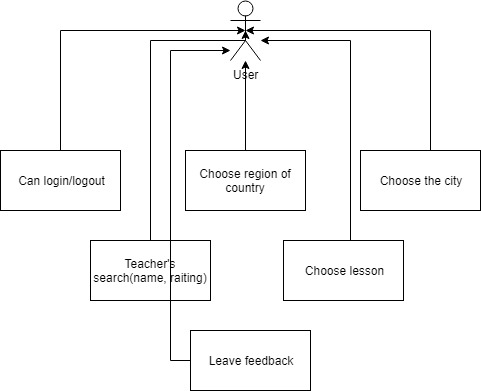 User
Can login/logout
Choose region of
country
Choose the city
Teacher's
search(name, raiting)
Choose lesson
Leave feedback